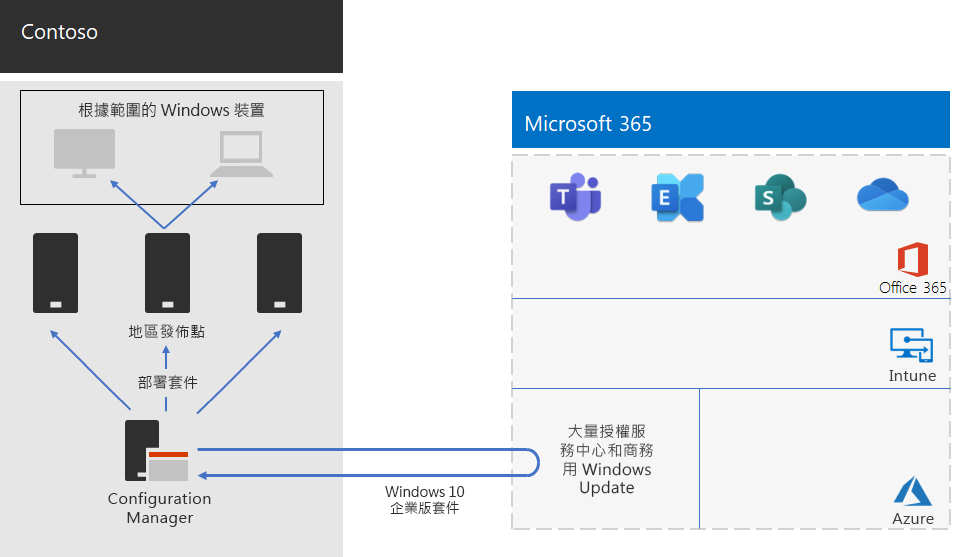 Contoso
根據範圍的 Windows 裝置
地區發佈點
部署套件
Configuration
Manager
Windows 10
企業版套件
Microsoft 365
T
E
S
Office 365
Intune
大量授權服
務中心和商務
用 Windows
Update
Azure